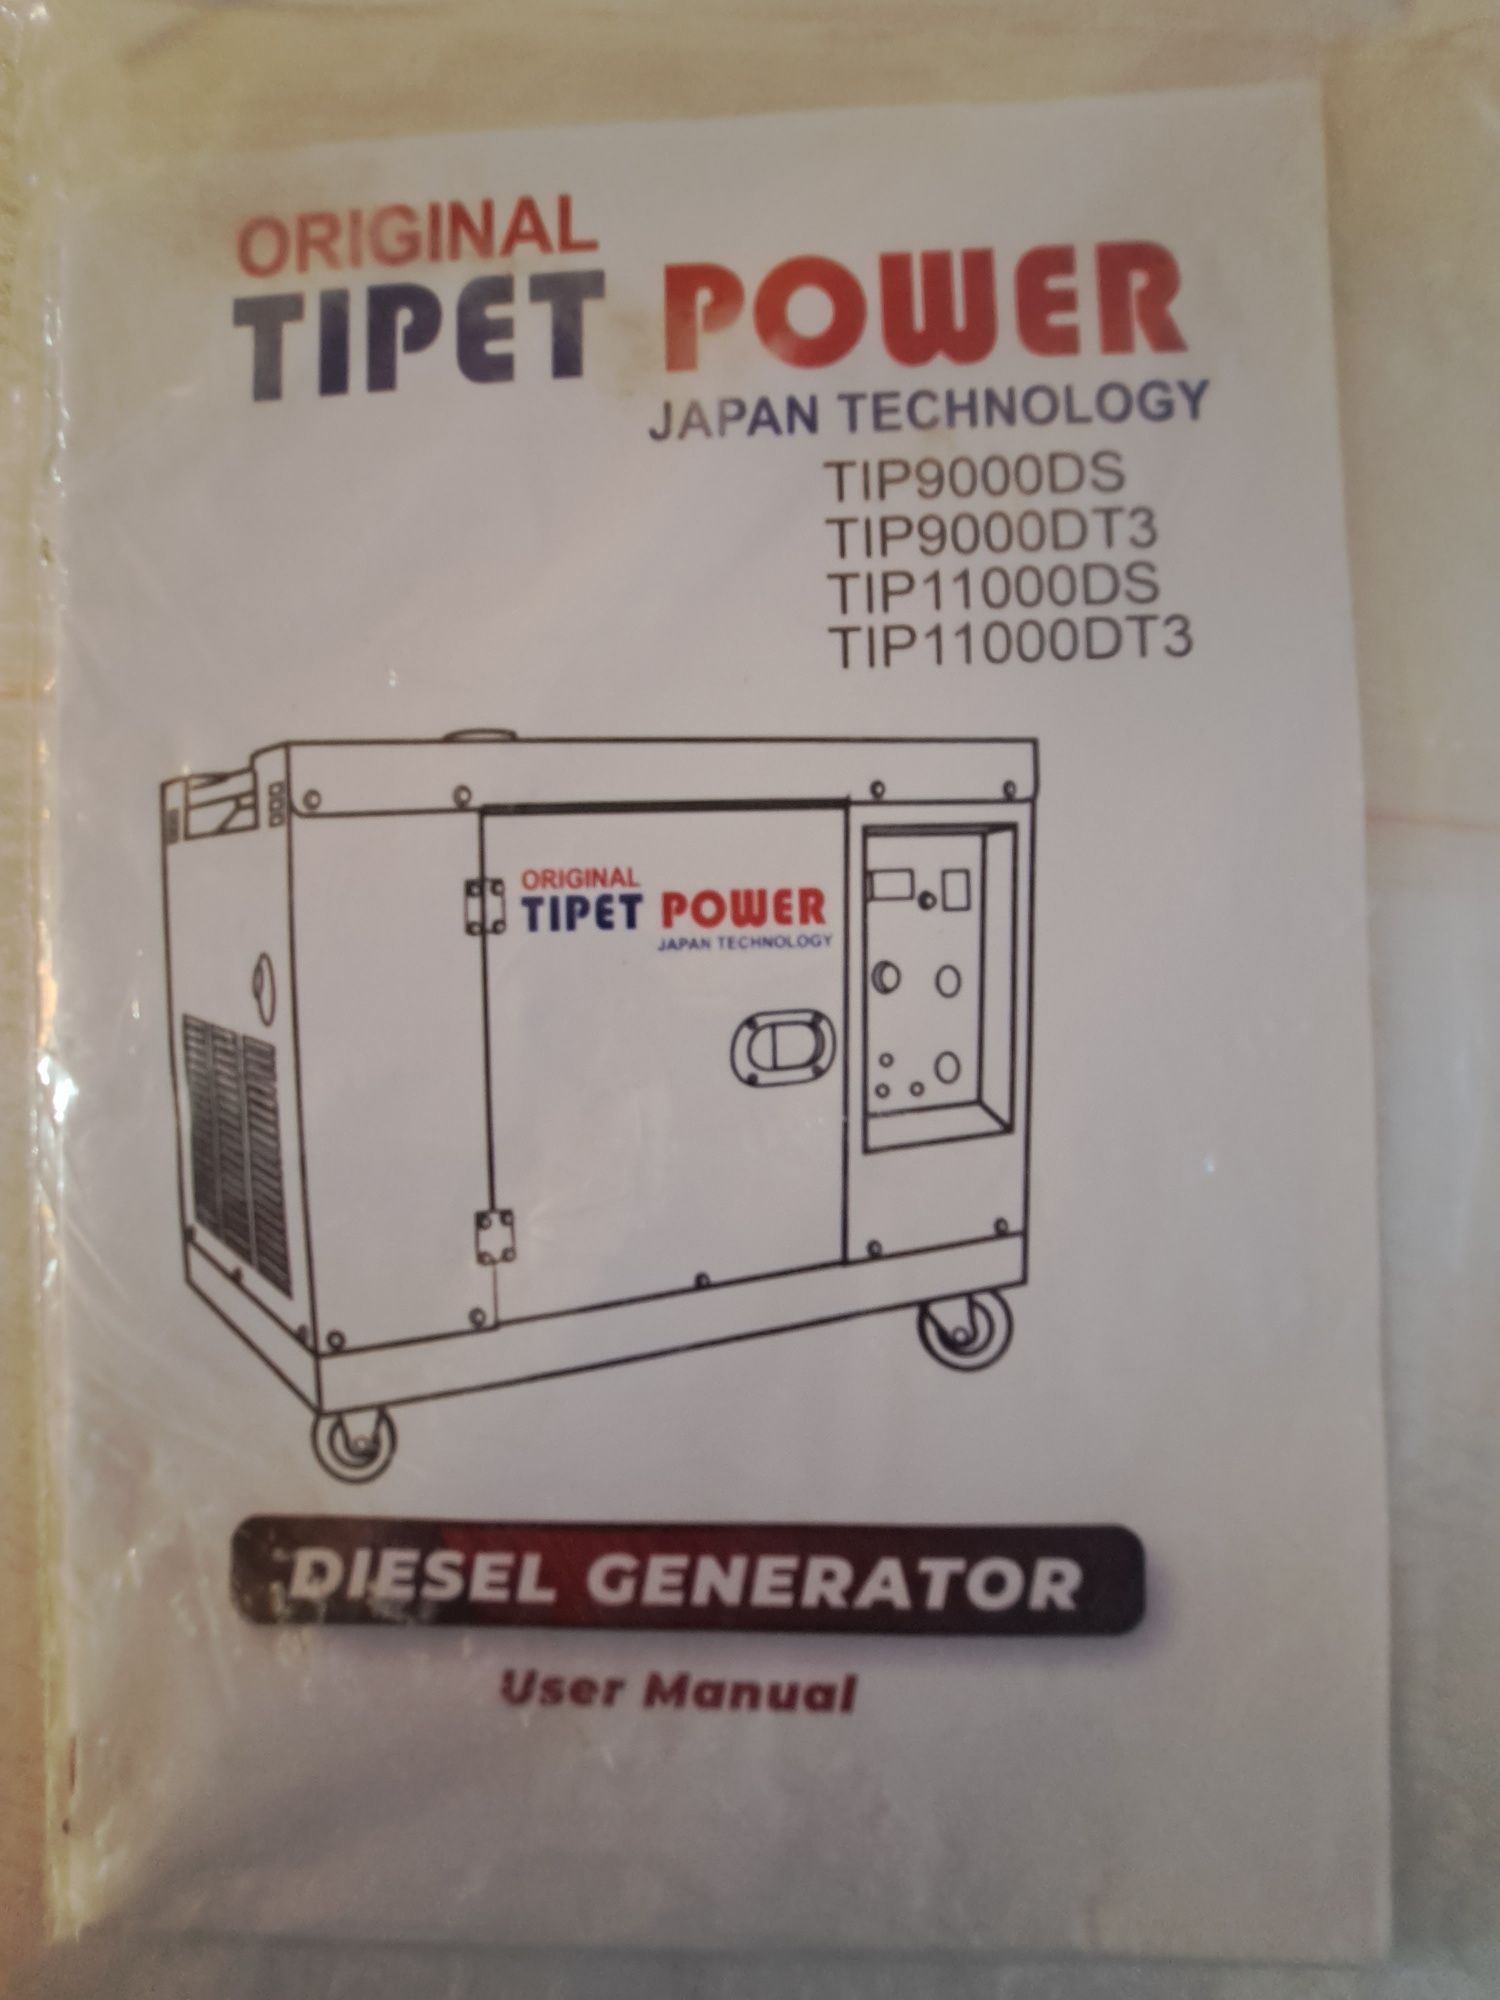 ORIGINAL
TIPET POWER
JAPAN TECHNOLOGY
TIP9000DS
TIP9000DT3
TIP11000DS
TIP11000DT3
ORIGINAL
TIPET POWER
JAPAN TECHNOLOGY
DIESEL GENERATOR
User Manual